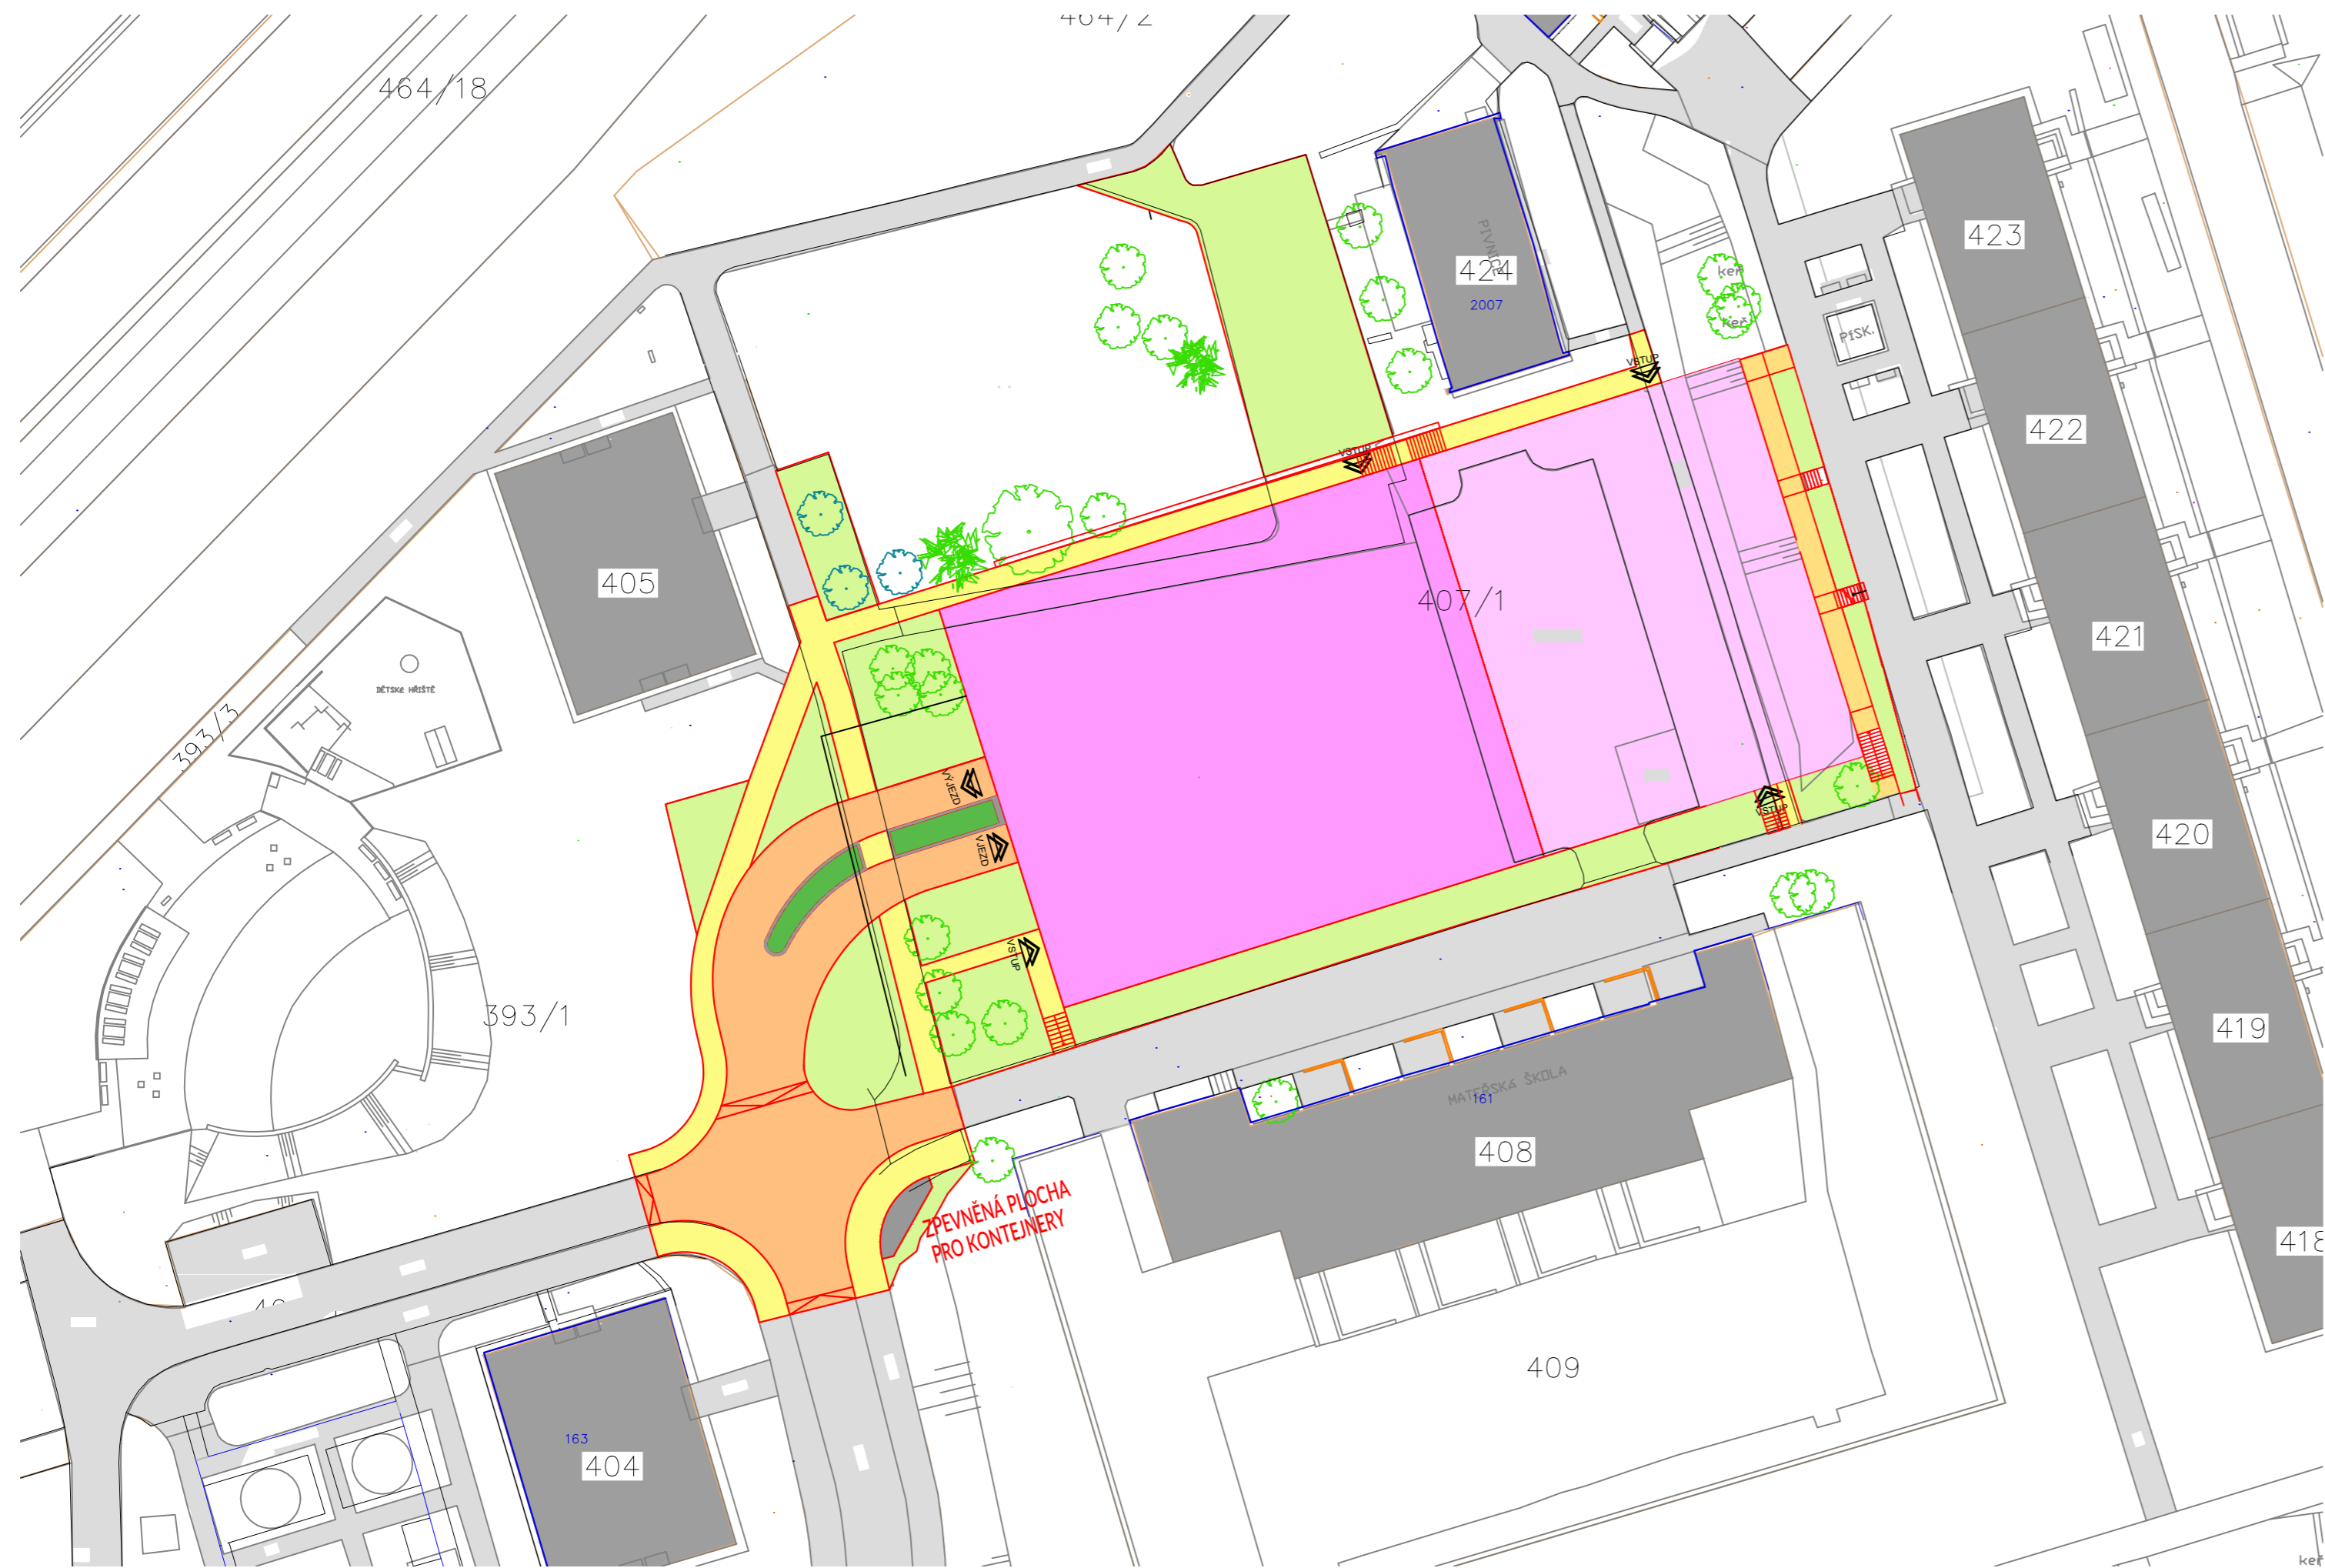 464/2
464/18
423
PIVNICE
424
2007
keř
keř
PÍSK.
VSTUP
422
VSTUP
405
407/1
421
DĚTSKé HŘIŠTĚ
393/3
VÝJEZD
VJEZD
VSTUP
420
VSTUP
393/1
419
MATEŘSKá ŠKOLA
161
408
ZPEVNĚNÁ PLOCHA
PRO KONTEJNERY
418
409
163
404
keř